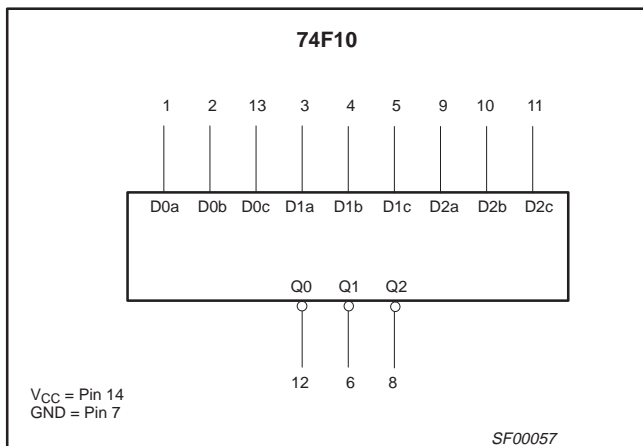 74F10
1 2 13 3 4 5 9 10 11
D0a D0b D0c D1a D1b D1c D2a D2b D2c
Q0 Q1 Q2
12 6 8
VCC = Pin 14
GND = Pin 7
SF00057